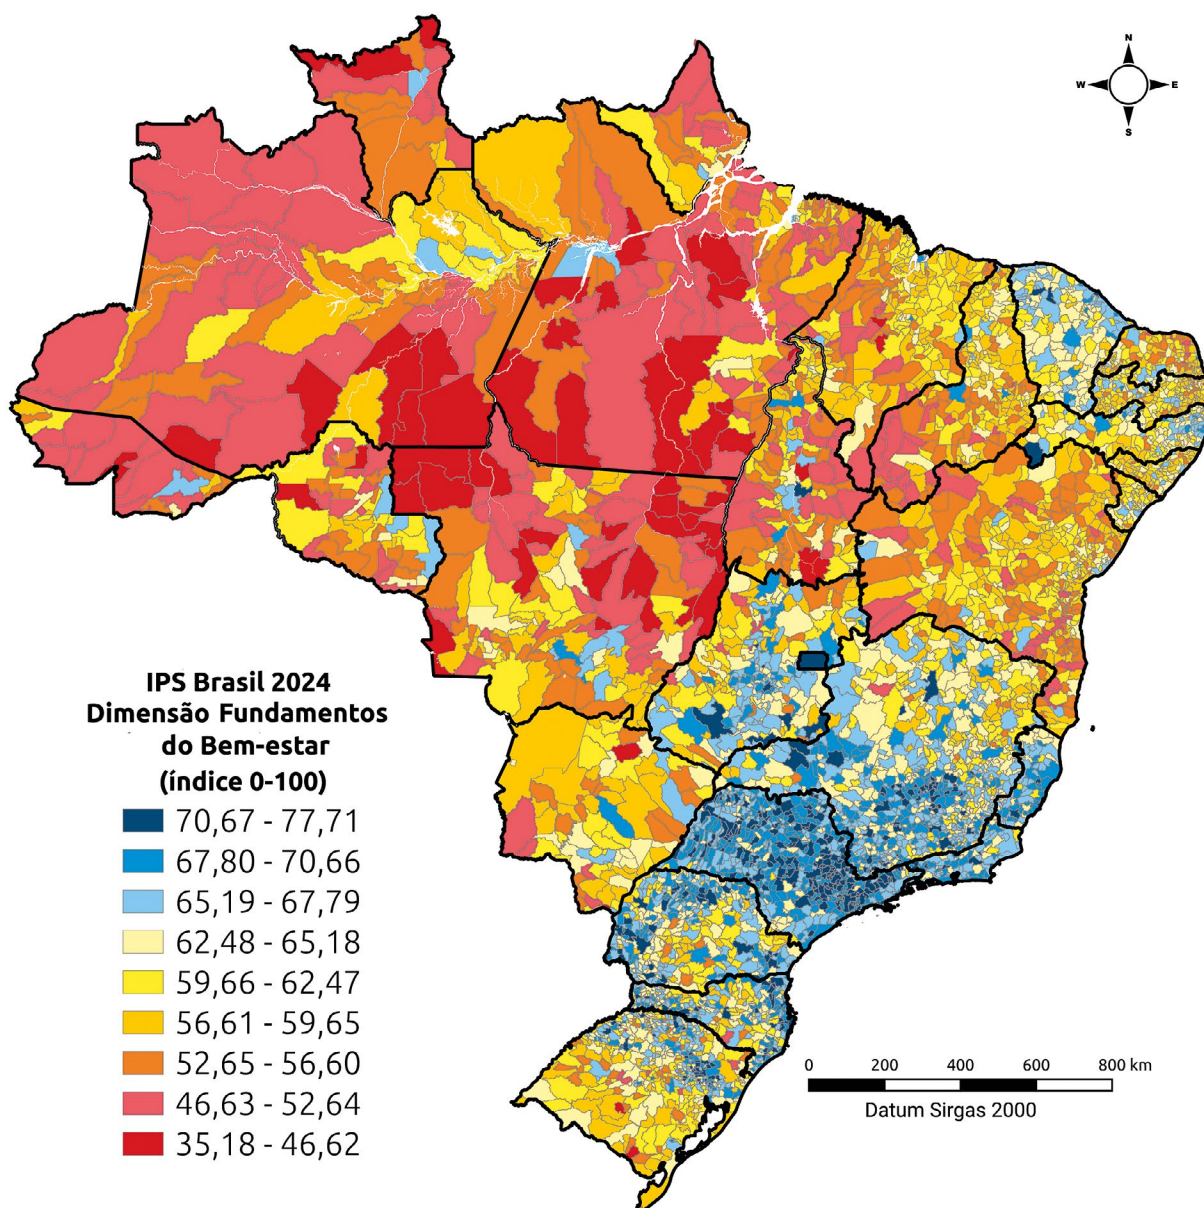 N
W
E
S
IPS Brasil 2024
Dimensão Fundamentos
do Bem-estar
(índice 0-100)
70,67 - 77,71
67,80 - 70,66
65,19 - 67,79
62,48 - 65,18
59,66 - 62,47
56,61 - 59,65
52,65 - 56,60
46,63 - 52,64
35,18 - 46,62
0 200 400 600 800 km
Datum Sirgas 2000